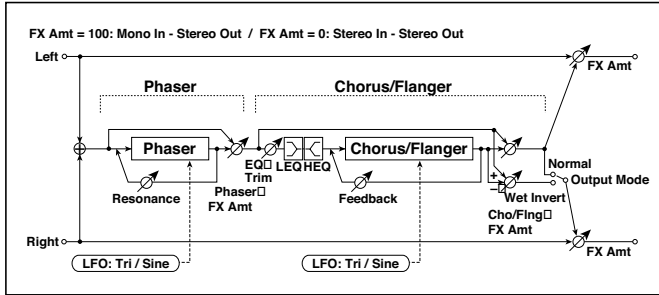 FX Amt = 100: Mono In - Stereo Out / FX Amt = 0: Stereo In - Stereo Out
Left
FX Amt
Phaser
Chorus/Flanger
Phaser
EQ
Trim
LEQ
HEQ
Chorus/Flanger
Normal
Output Mode
Resonance
Phaser
FX Amt
Feedback
+
−
Wet Invert
Cho/Flng
FX Amt
Right
FX Amt
LFO: Tri / Sine
LFO: Tri / Sine